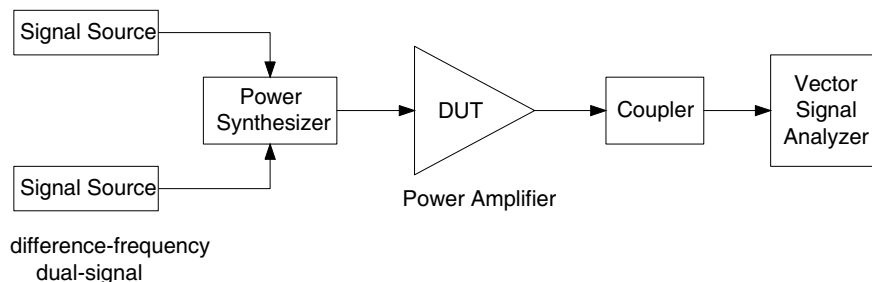 Signal Source
Power
Synthesizer
DUT
Coupler
Vector
Signal
Analyzer
Signal Source
Power Amplifier
difference-frequency
dual-signal